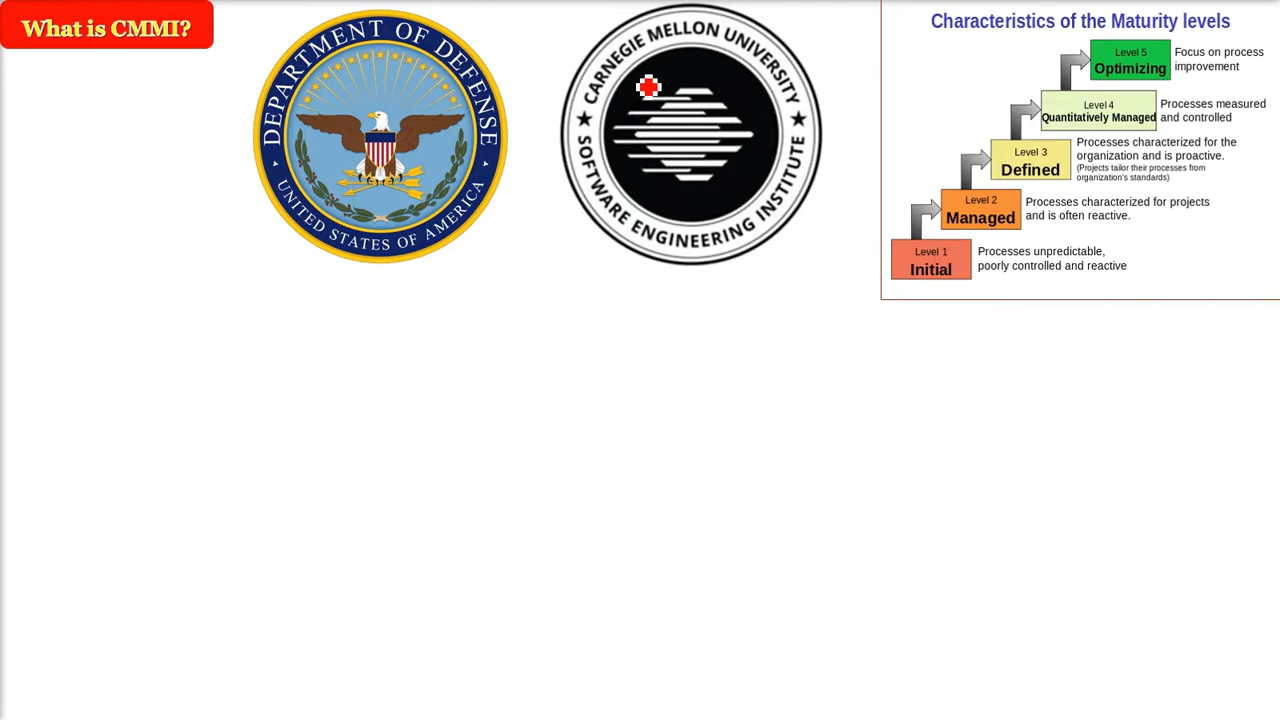 What is CMMI?
DEPARTMENT OF DEFENSE
UNITED STATES OF AMERICA
CARNEGIE MELLON UNIVERSITY
SOFTWARE ENGINEERING INSTITUTE
Characteristics of the Maturity levels
Level 5
Optimizing
Focus on process
improvement
Level 4
Quantitatively Managed
Processes measured
and controlled
Level 3
Defined
Processes characterized for the
organization and is proactive.
(Projects tailor their processes from
organization's standards)
Level 2
Managed
Processes characterized for projects
and is often reactive.
Level 1
Initial
Processes unpredictable,
poorly controlled and reactive